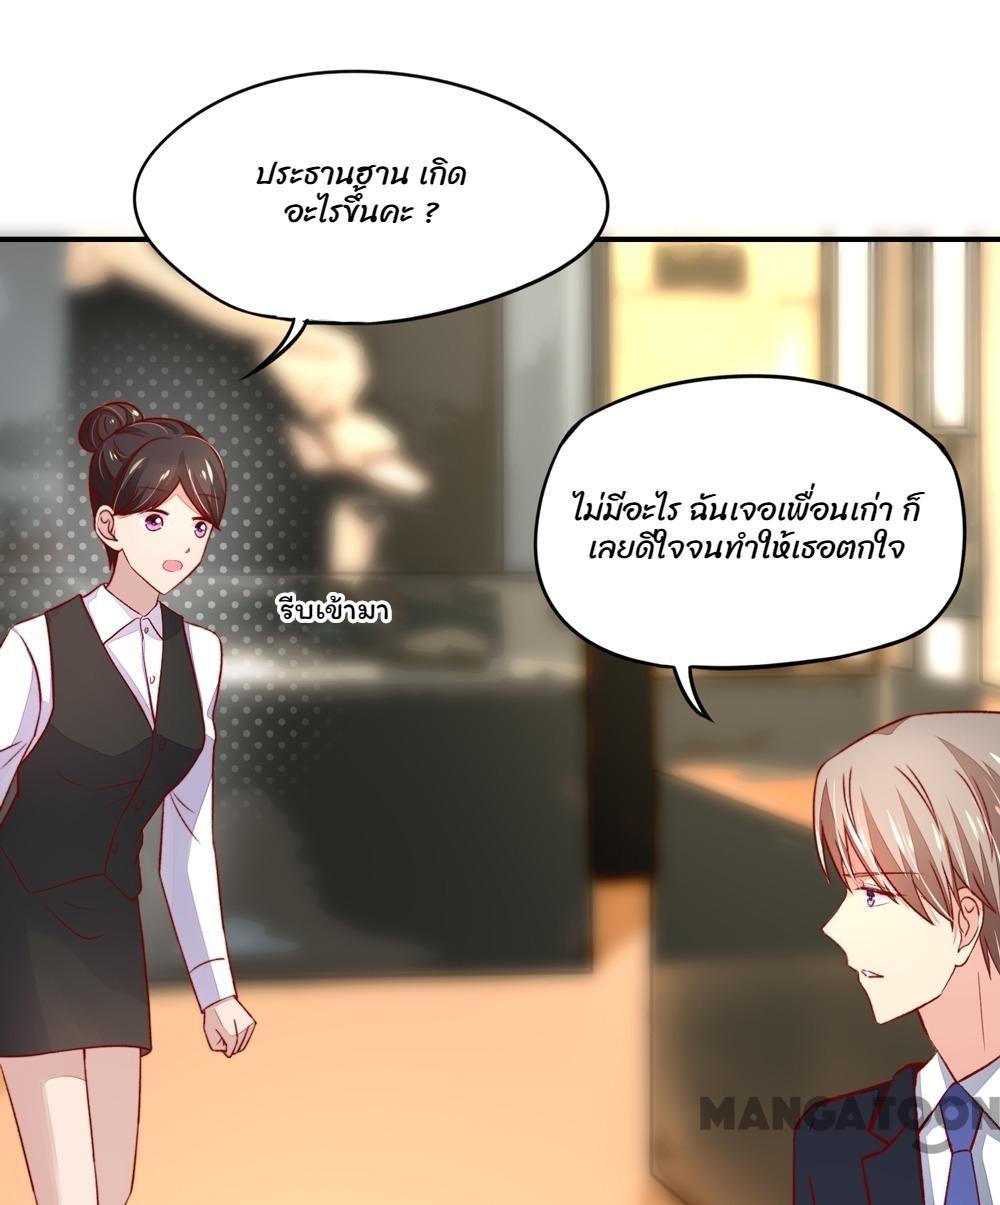 ประธานฮาน เกิด
อะไรขึ้นคะ ?
ไม่มีอะไร ฉันเจอเพื่อนเก่า ก็
เลยดีใจจนทำให้เธอตกใจ
รีบเข้ามา
MANGATOON